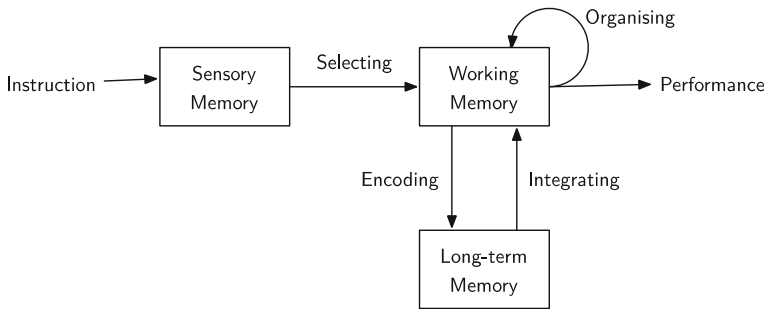 Organising
Selecting
Instruction
Sensory
Memory
Working
Memory
Performance
Encoding
Integrating
Long-term
Memory